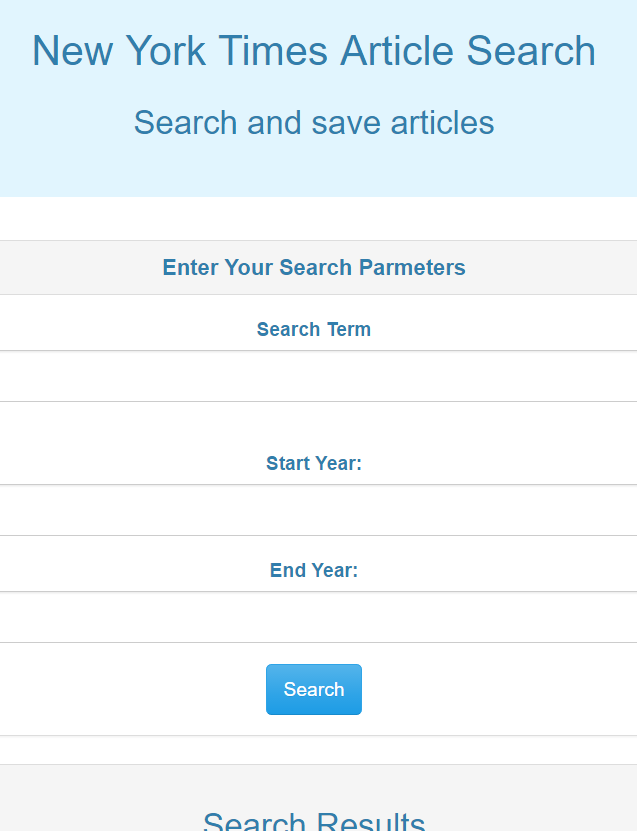 New York Times Article Search
Search and save articles
Enter Your Search Parmeters
Search Term
Start Year:
End Year:
Search
Search Results